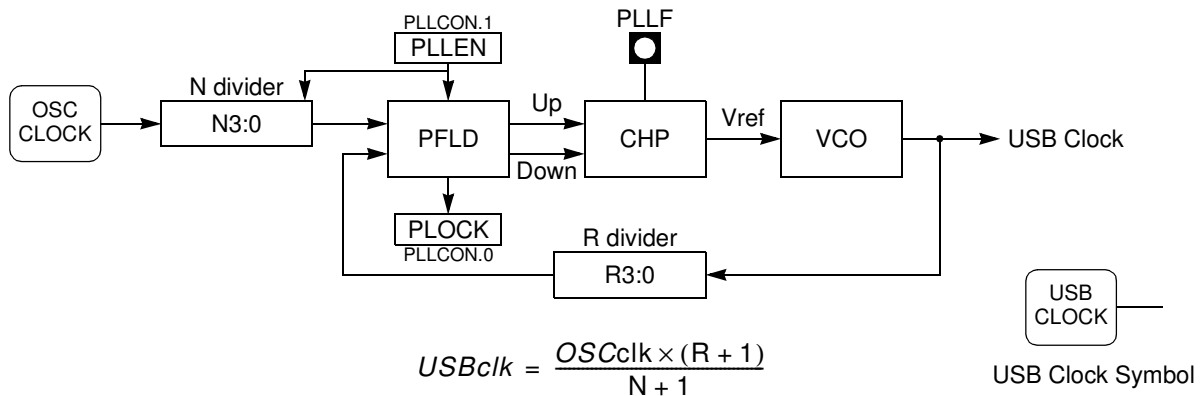 PLLCON.1
PLLEN
PLLF
N divider
OSC
CLOCK
N3:0
PFLD
Up
Down
CHP
Vref
VCO
USB Clock
PLOCK
PLLCON.0
R divider
R3:0
USB
CLOCK
USB Clock Symbol
USBclk = OSCclk × (R + 1)
N + 1